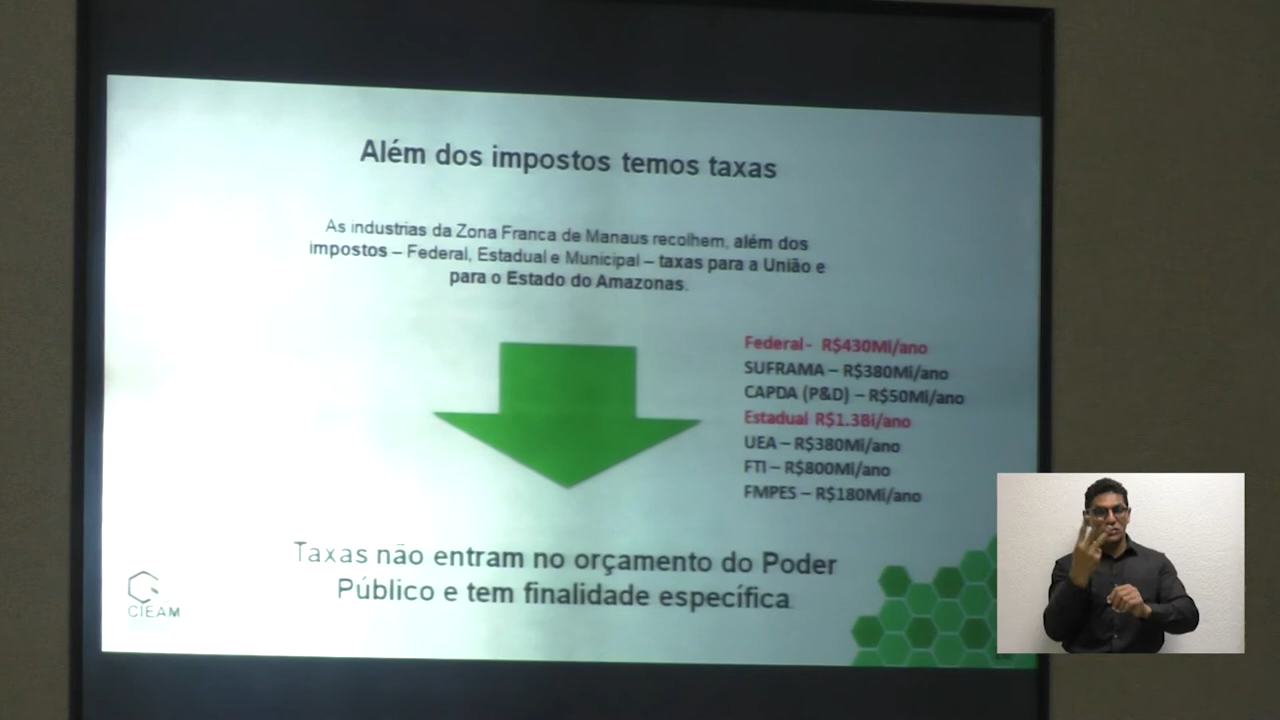 Além dos impostos temos taxas
As industrias da Zona Franca de Manaus recolhem, além dos
impostos – Federal, Estadual e Municipal – taxas para a União e
para o Estado do Amazonas.
Federal - R$430Mi/ano
SUFRAMA – R$380Mi/ano
CAPDA (P&D) – R$50Mi/ano
Estadual R$1.3Bi/ano
UEA – R$380Mi/ano
FTI – R$800Mi/ano
FMPES – R$180Mi/ano
Taxas não entram no orçamento do Poder
Público e tem finalidade específica
CIEAM